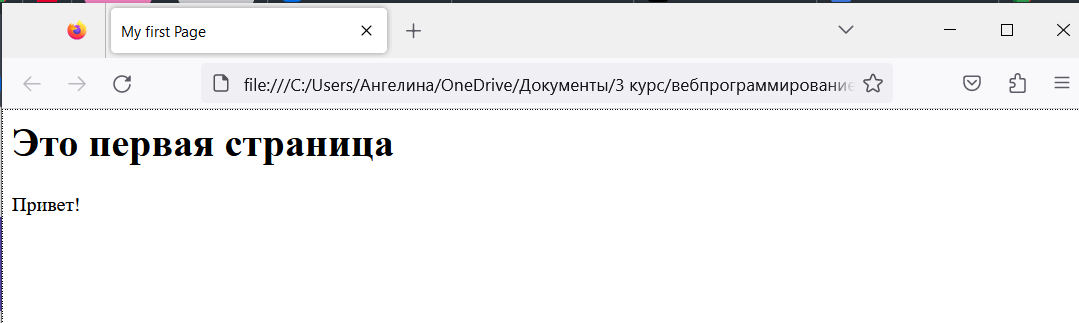 My first Page
file:///C:/Users/Ангелина/OneDrive/Документы/3 курс/вебпрограммирование
Это первая страница
Привет!